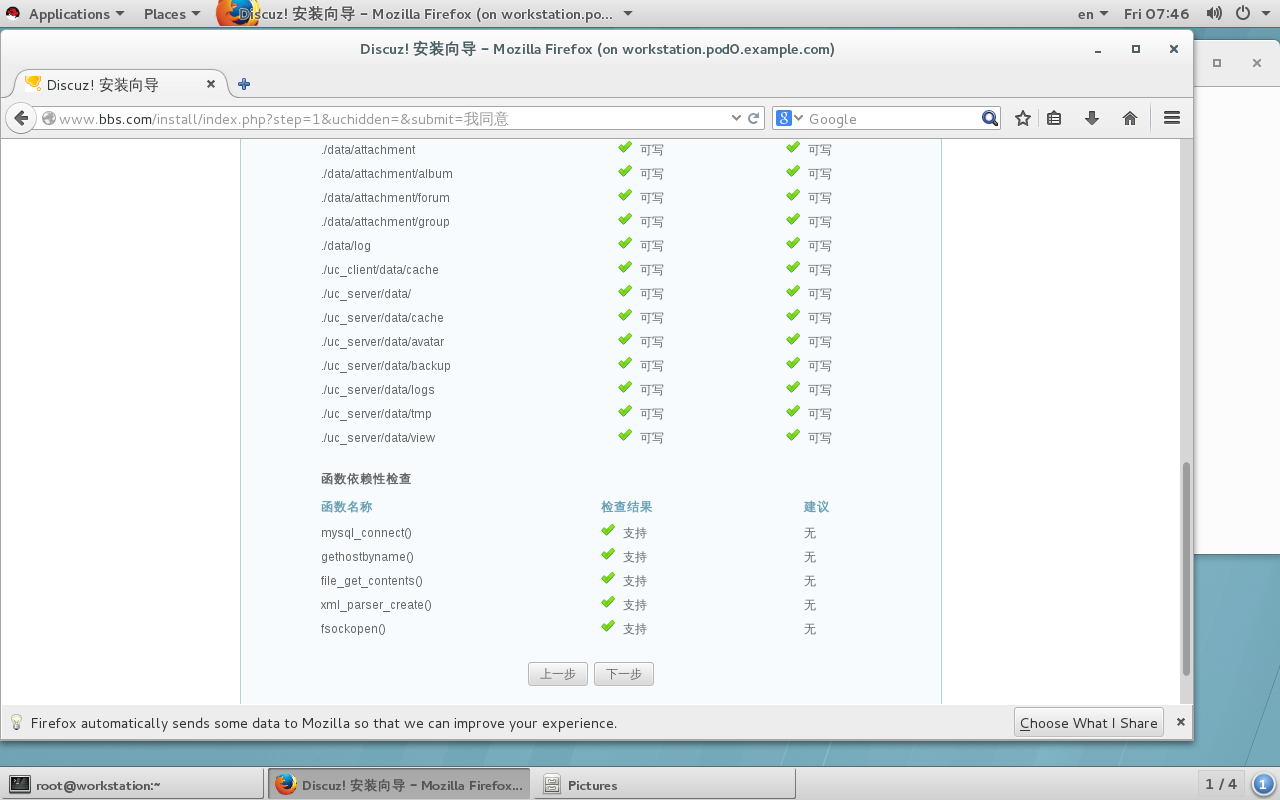 Applications Places Discuz! 安装向导 - Mozilla Firefox (on workstation.po... en Fri 07:46
Discuz! 安装向导 - Mozilla Firefox (on workstation.pod0.example.com)
Discuz! 安装向导
www.bbs.com/install/index.php?step=1&uchidden=&submit=我同意 Google
./data/attachment 可写 可写
./data/attachment/album 可写 可写
./data/attachment/forum 可写 可写
./data/attachment/group 可写 可写
./data/log 可写 可写
./uc_client/data/cache 可写 可写
./uc_server/data/ 可写 可写
./uc_server/data/cache 可写 可写
./uc_server/data/avatar 可写 可写
./uc_server/data/backup 可写 可写
./uc_server/data/logs 可写 可写
./uc_server/data/tmp 可写 可写
./uc_server/data/view 可写 可写
函数依赖性检查
函数名称 检查结果 建议
mysql_connect() 支持 无
gethostbyname() 支持 无
file_get_contents() 支持 无
xml_parser_create() 支持 无
fsockopen() 支持 无
上一步 下一步
Firefox automatically sends some data to Mozilla so that we can improve your experience. Choose What I Share
root@workstation:~ Discuz! 安装向导 - Mozilla Firefox... Pictures 1 / 4 1